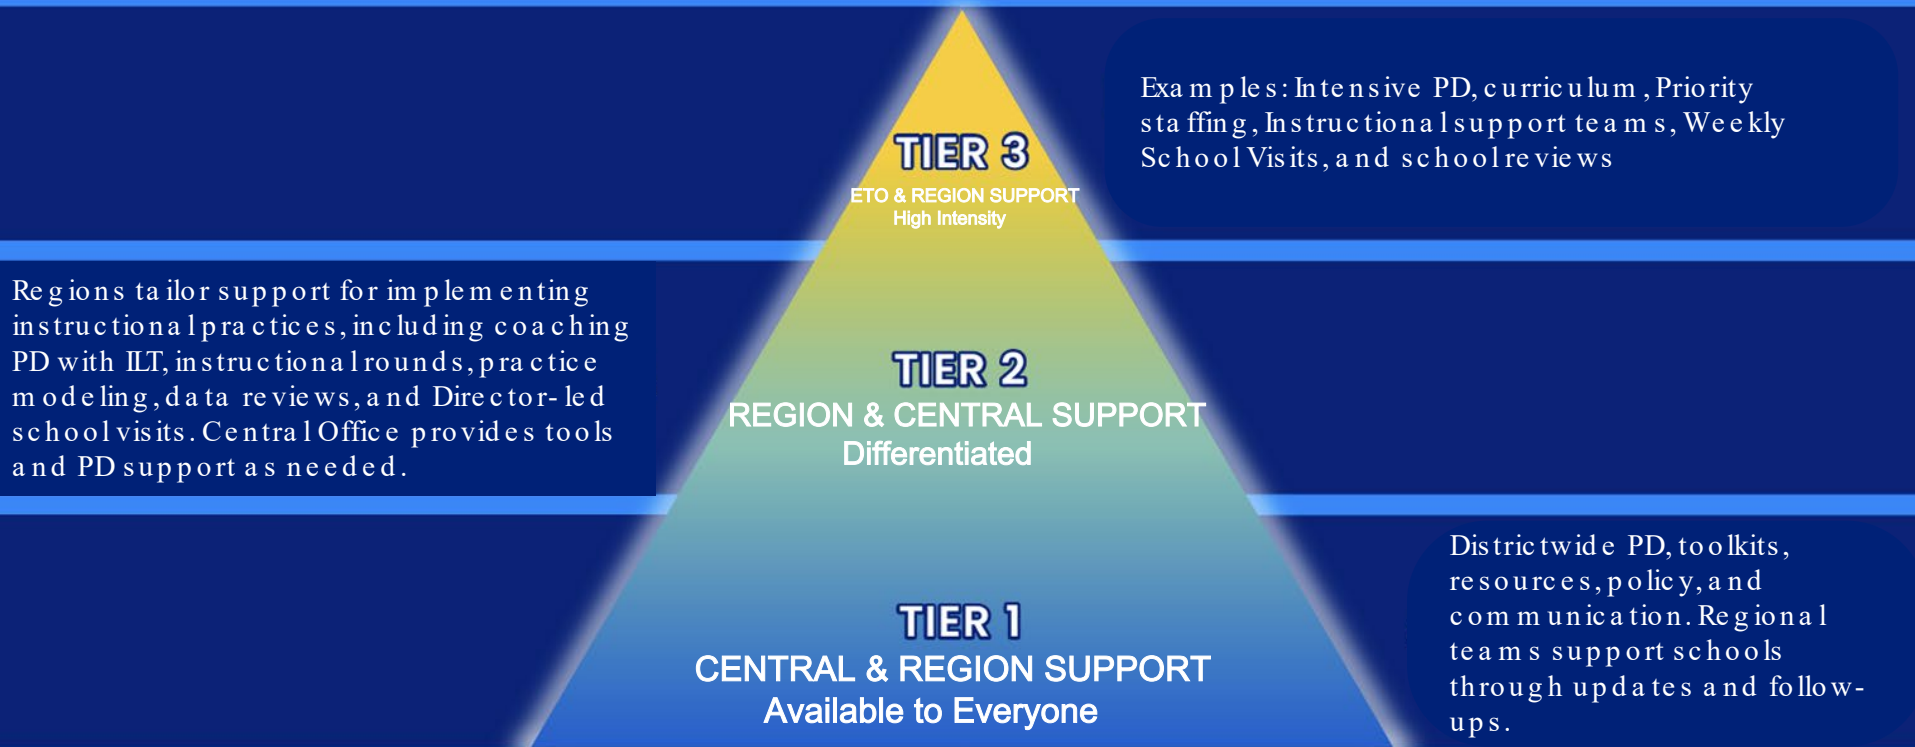 TIER 3
ETO & REGION SUPPORT
High Intensity
Examples: Intensive PD, curriculum, Priority
staffing, Instructional support teams, Weekly
School Visits, and school reviews
Regions tailor support for implementing
instructional practices, including coaching
PD with ILT, instructional rounds, practice
modeling, data reviews, and Director-led
school visits. Central Office provides tools
and PD support as needed.
TIER 2
REGION & CENTRAL SUPPORT
Differentiated
TIER 1
CENTRAL & REGION SUPPORT
Available to Everyone
Districtwide PD, toolkits,
resources, policy, and
communication. Regional
teams support schools
through updates and follow-
ups.